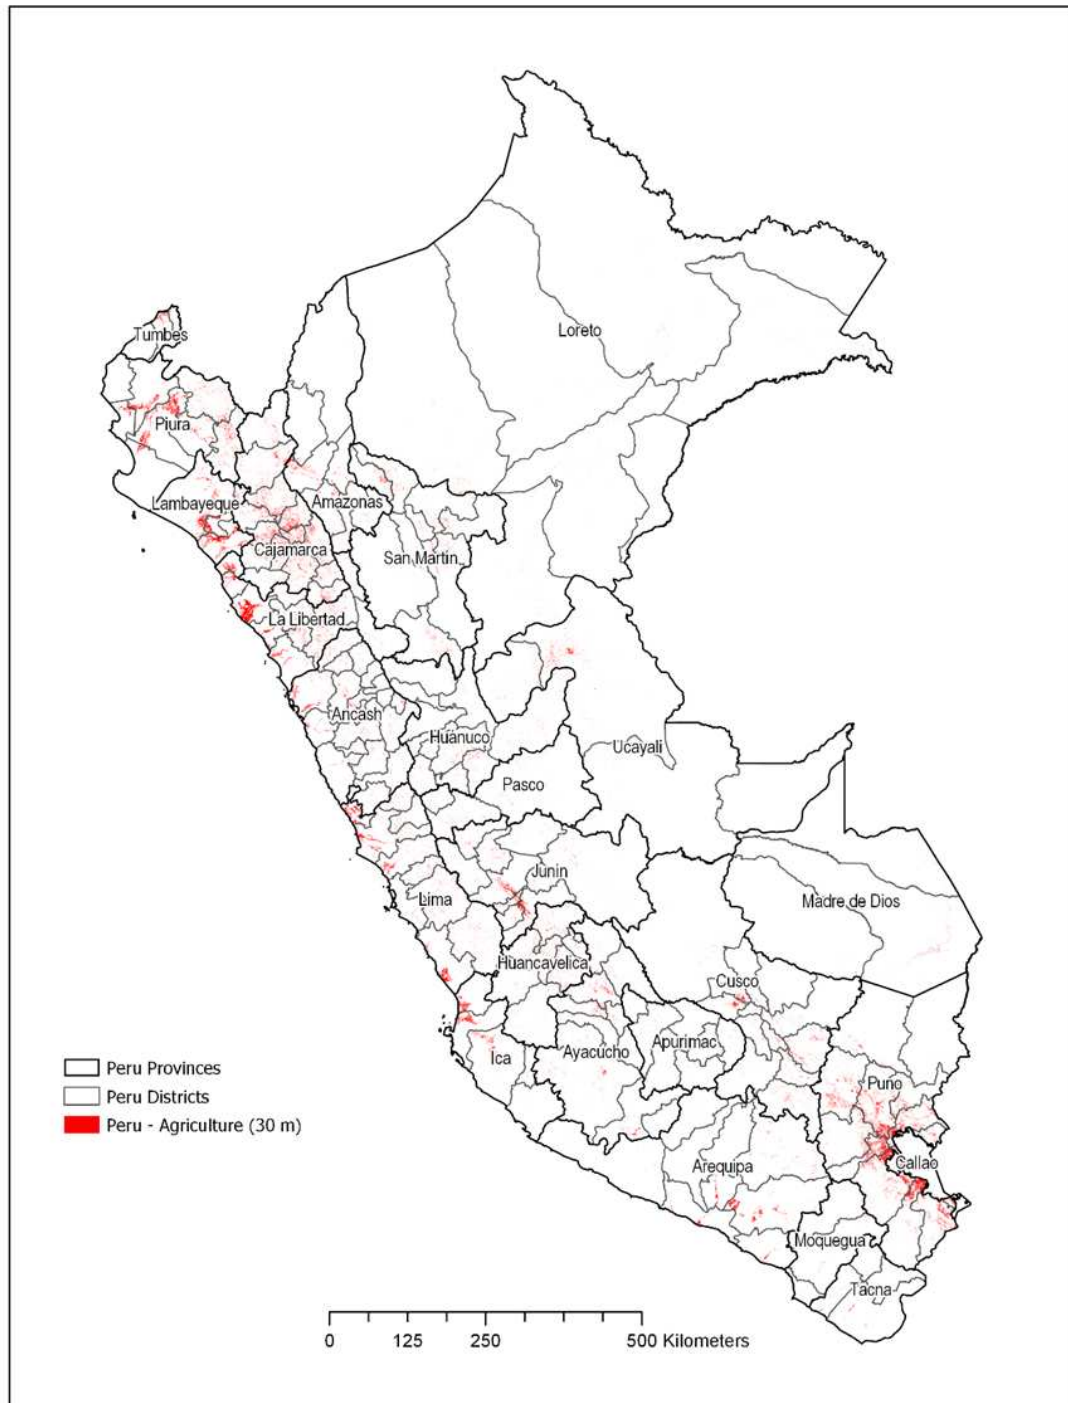 Loreto
Tumbes
Piura
Lambayeque
Amazonas
Cajamarca
San Martin
La Libertad
Ancash
Huanuco
Ucayali
Pasco
Junin
Lima
Madre de Dios
Huancavelica
Cusco
Ica
Ayacucho
Apurimac
Puno
Callao
Arequipa
Moquegua
Tacna
Peru Provinces
Peru Districts
Peru - Agriculture (30 m)
0 125 250 500 Kilometers